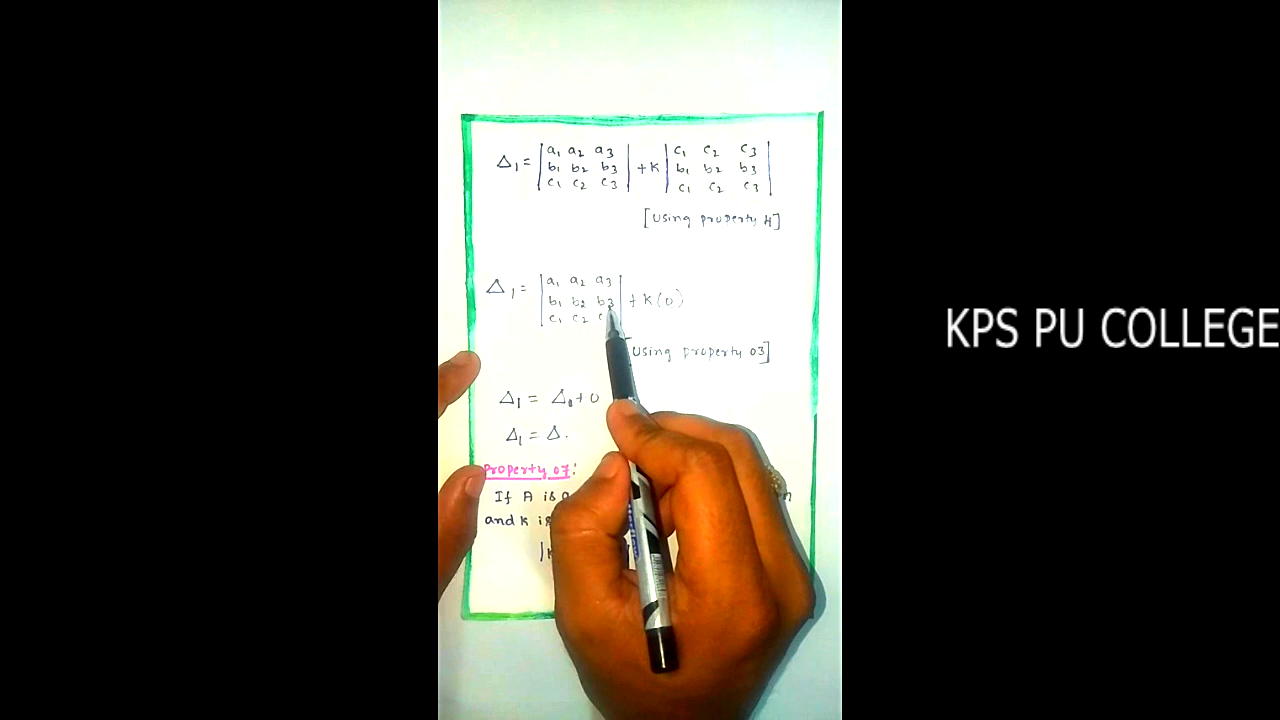 Δ₁ = | a₁ a₂ a₃ | + K | c₁ c₂ c₃ |
| b₁ b₂ b₃ | | b₁ b₂ b₃ |
| c₁ c₂ c₃ | | c₁ c₂ c₃ |
[Using property 4]
Δ₁ = | a₁ a₂ a₃ | + K(0)
| b₁ b₂ b₃ |
| c₁ c₂ c
[Using property 03]
Δ₁ = Δ + 0
Δ₁ = Δ.
Property 07:
If A is a
and K is
KPS PU COLLEGE